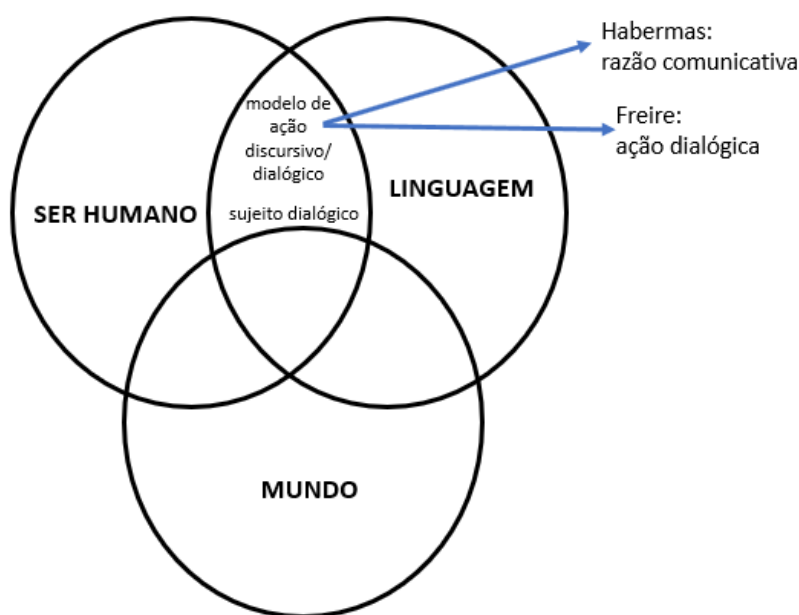 Habermas:
razão comunicativa
Freire:
ação dialógica
modelo de
ação
discursivo/
dialógico
sujeito dialógico
SER HUMANO
LINGUAGEM
MUNDO